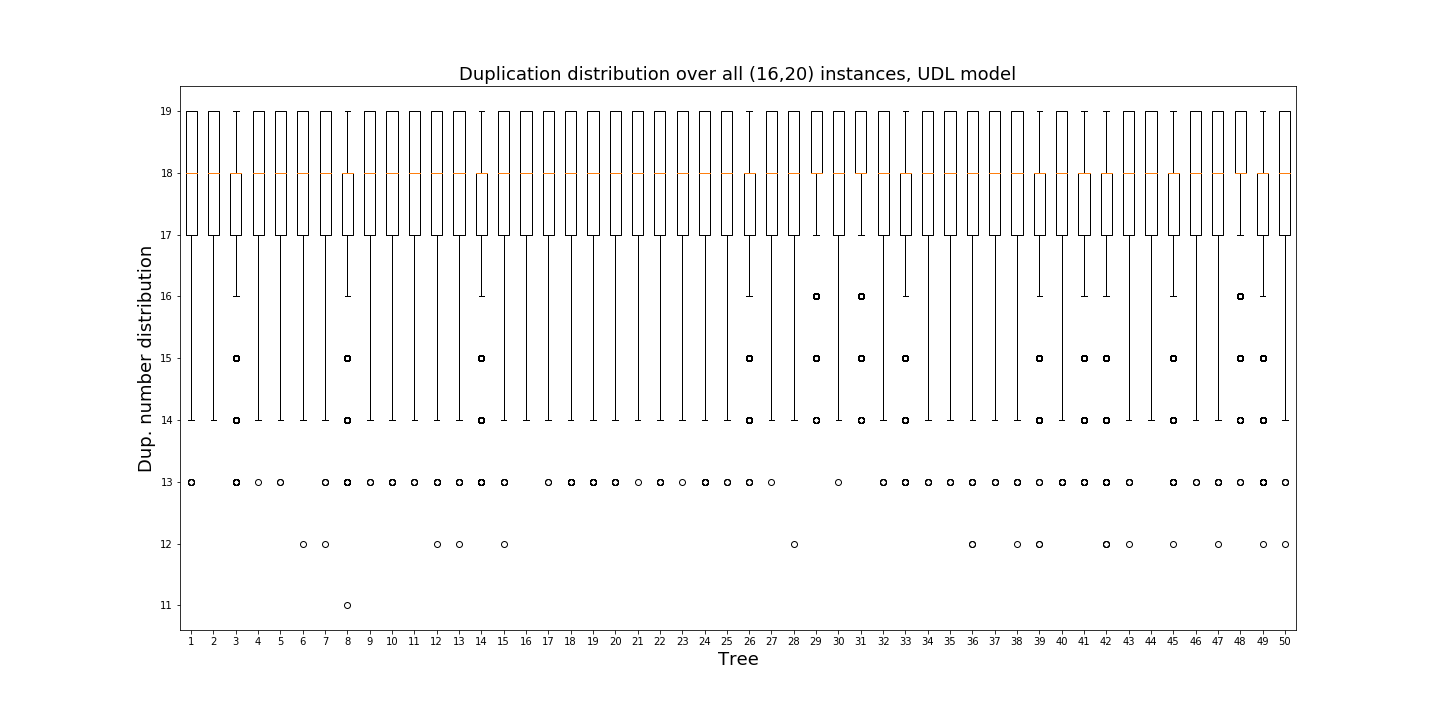 Duplication distribution over all (16,20) instances, UDL model
Dup. number distribution
19
18
17
16
15
14
13
12
11
1 2 3 4 5 6 7 8 9 10 11 12 13 14 15 16 17 18 19 20 21 22 23 24 25 26 27 28 29 30 31 32 33 34 35 36 37 38 39 40 41 42 43 44 45 46 47 48 49 50
Tree